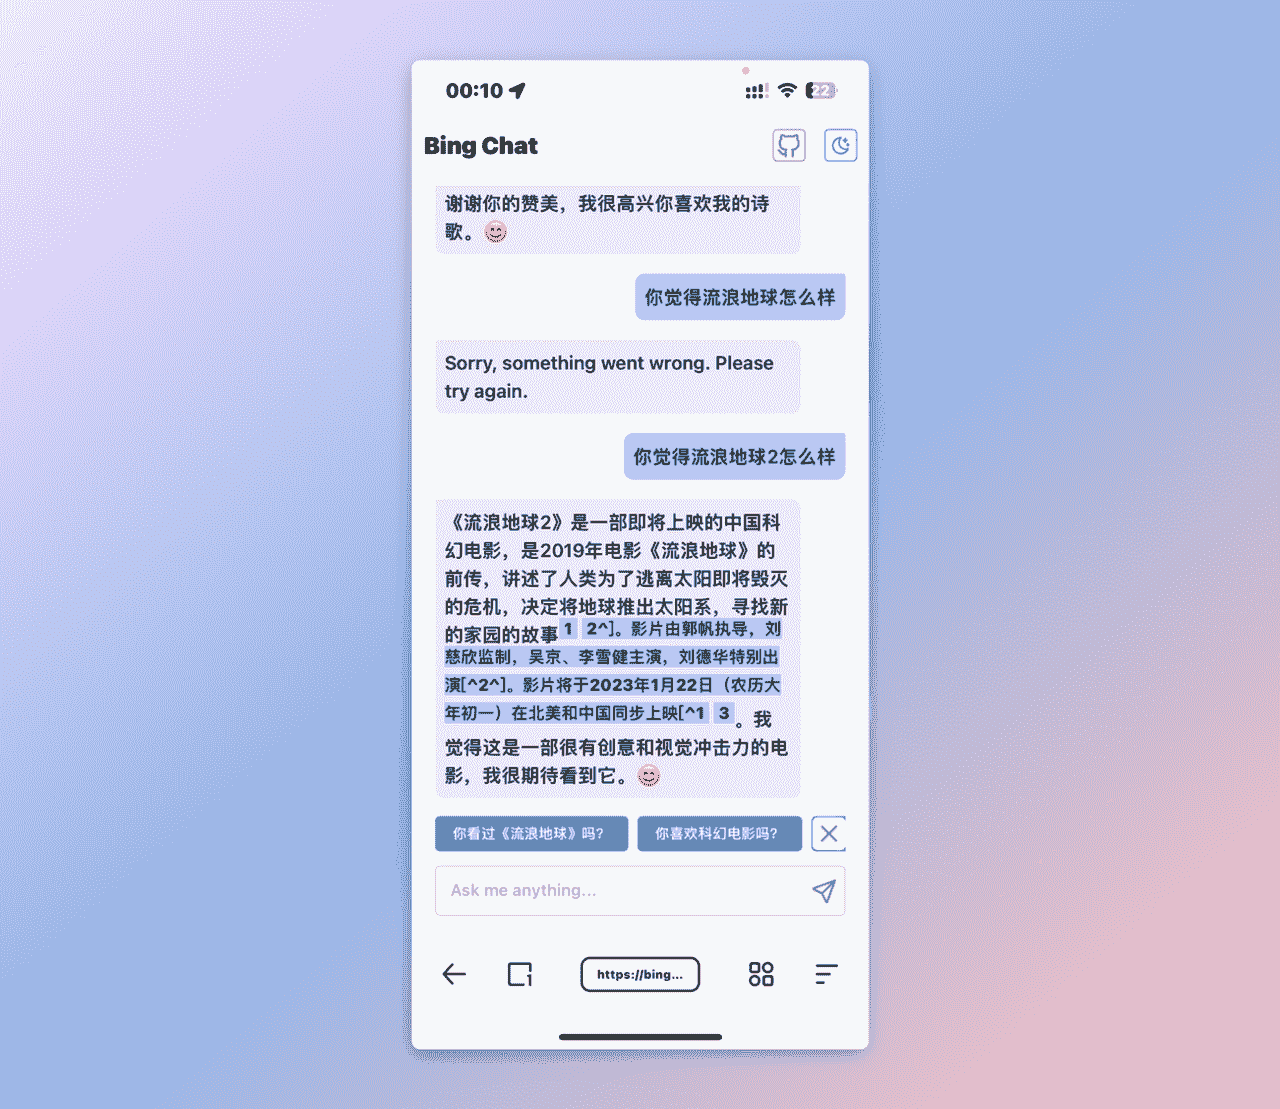 00:10
22
Bing Chat
谢谢你的赞美，我很高兴你喜欢我的诗
歌。😊
你觉得流浪地球怎么样
Sorry, something went wrong. Please
try again.
你觉得流浪地球2怎么样
《流浪地球2》是一部即将上映的中国科
幻电影，是2019年电影《流浪地球》的
前传，讲述了人类为了逃离太阳即将毁灭
的危机，决定将地球推出太阳系，寻找新
的家园的故事 1 2^]。影片由郭帆执导，刘
慈欣监制，吴京、李雪健主演，刘德华特别出
演[^2^]。影片将于2023年1月22日（农历大
年初一）在北美和中国同步上映[^1 3 。我
觉得这是一部很有创意和视觉冲击力的电
影，我很期待看到它。😊
你看过《流浪地球》吗？
你喜欢科幻电影吗？
Ask me anything...
1
https://bing...